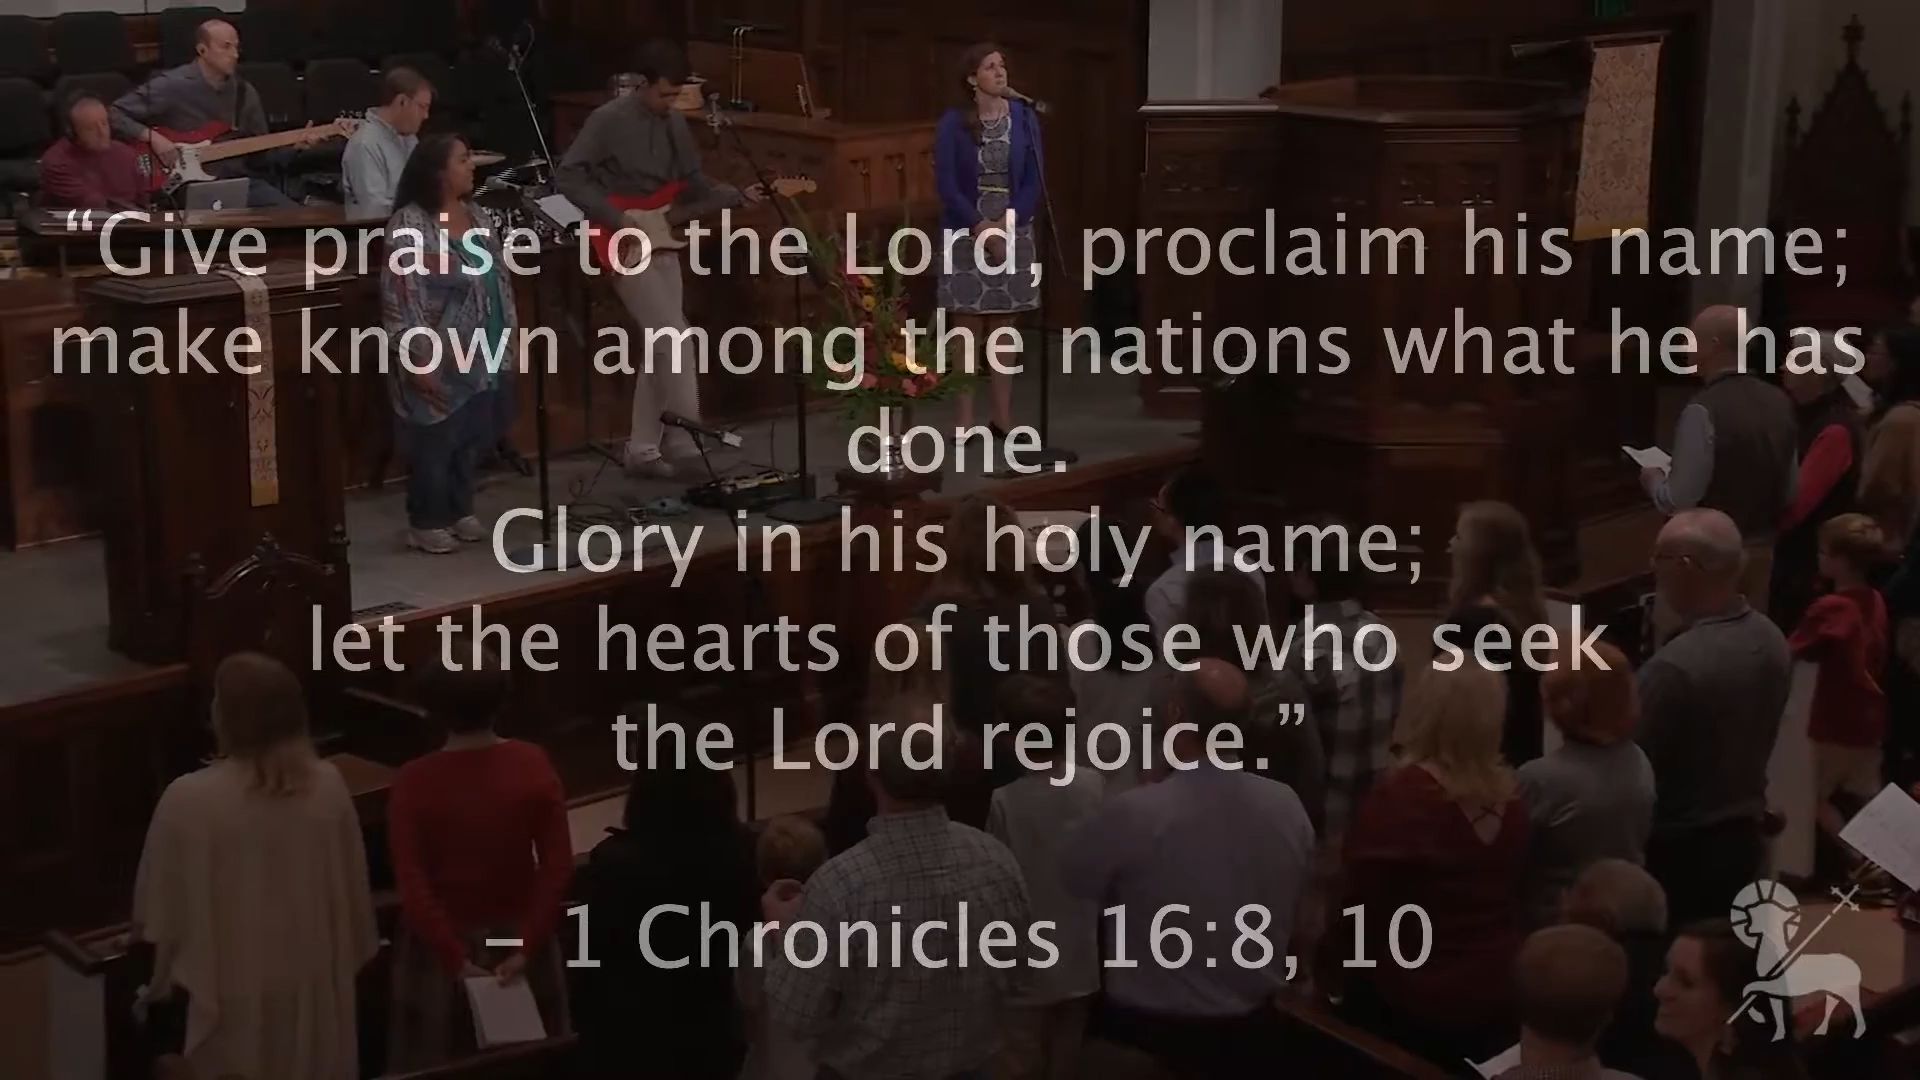 “Give praise to the Lord, proclaim his name;
make known among the nations what he has
done.
Glory in his holy name;
let the hearts of those who seek
the Lord rejoice.”
– 1 Chronicles 16:8, 10